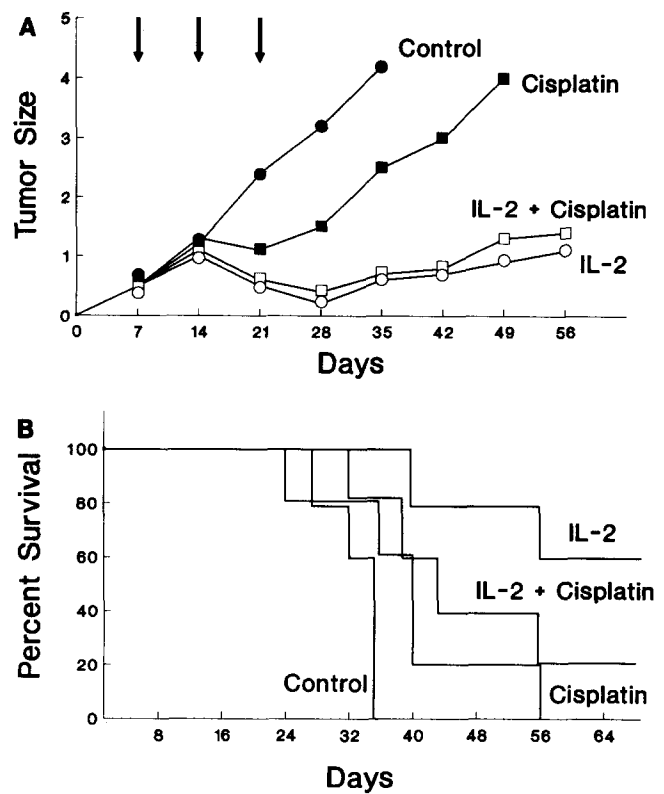 A
5
4
3
2
1
0
Tumor Size
Control
Cisplatin
IL-2 + Cisplatin
IL-2
0 7 14 21 28 35 42 49 56
Days
B
100
80
60
40
20
0
Percent Survival
IL-2
IL-2 + Cisplatin
Control
Cisplatin
8 16 24 32 40 48 56 64
Days